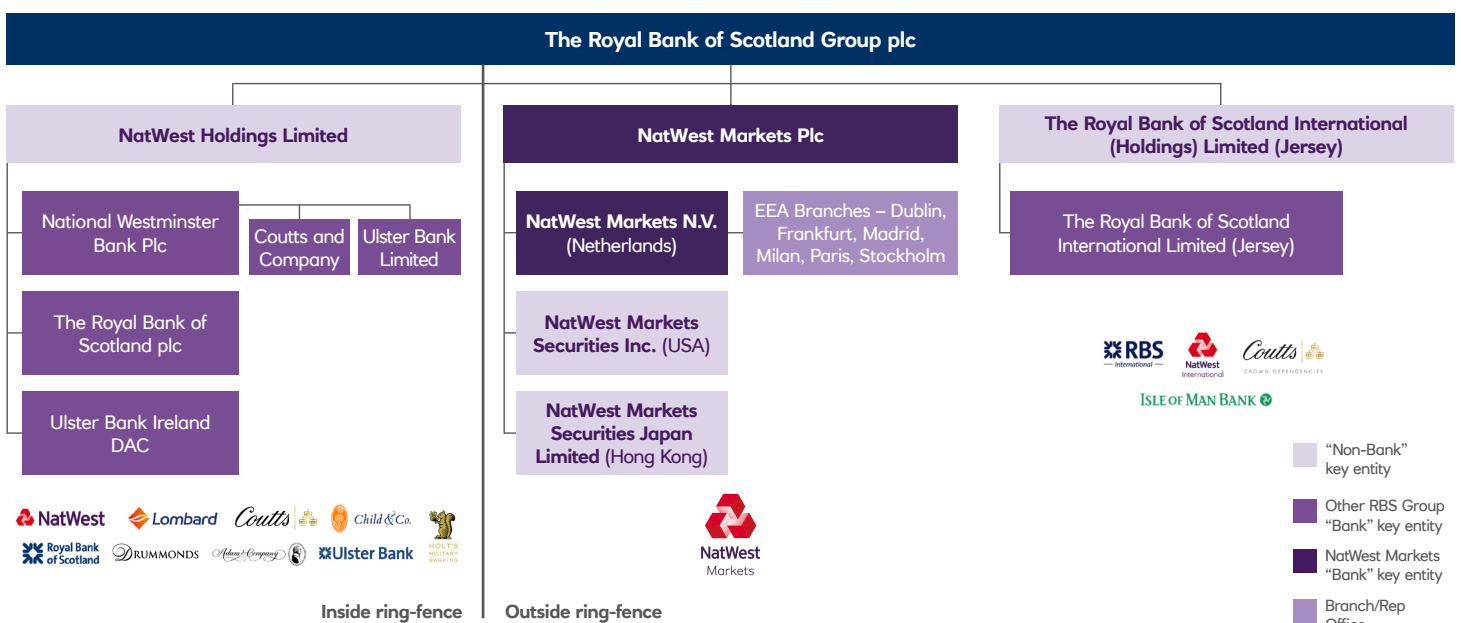 The Royal Bank of Scotland Group plc
NatWest Holdings Limited
National Westminster
Bank Plc
Coutts and
Company
Ulster Bank
Limited
The Royal Bank of
Scotland plc
Ulster Bank Ireland
DAC
NatWest
Lombard
Coutts
Child & Co.
HOLT'S
MILITARY
BANKING
Royal Bank
of Scotland
DRUMMONDS
Adam & Company
Ulster Bank
Inside ring-fence
NatWest Markets Plc
NatWest Markets N.V.
(Netherlands)
EEA Branches – Dublin,
Frankfurt, Madrid,
Milan, Paris, Stockholm
NatWest Markets
Securities Inc. (USA)
NatWest Markets
Securities Japan
Limited (Hong Kong)
NatWest
Markets
Outside ring-fence
The Royal Bank of Scotland International
(Holdings) Limited (Jersey)
The Royal Bank of Scotland
International Limited (Jersey)
RBS
International
NatWest
International
Coutts
CROWN DEPENDENCIES
ISLE OF MAN BANK
"Non-Bank"
key entity
Other RBS Group
"Bank" key entity
NatWest Markets
"Bank" key entity
Branch/Rep
Office